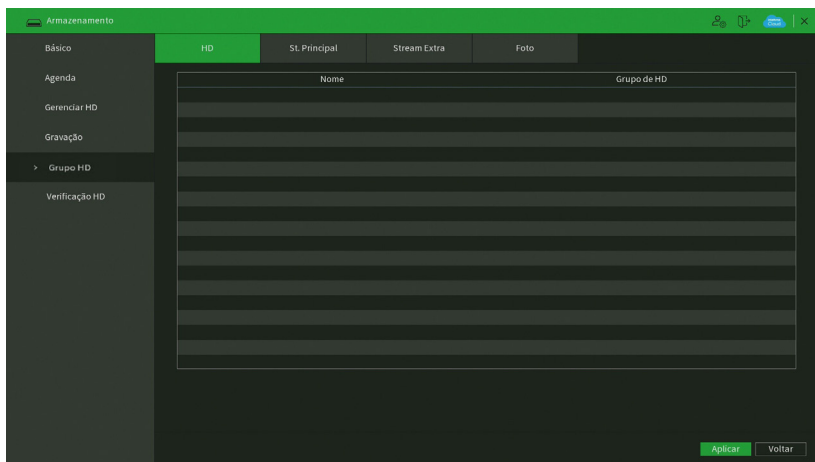 Armazenamento
Básico
Agenda
Gerenciar HD
Gravação
> Grupo HD
Verificação HD
HD
St. Principal
Stream Extra
Foto
Nome
Grupo de HD
Aplicar
Voltar